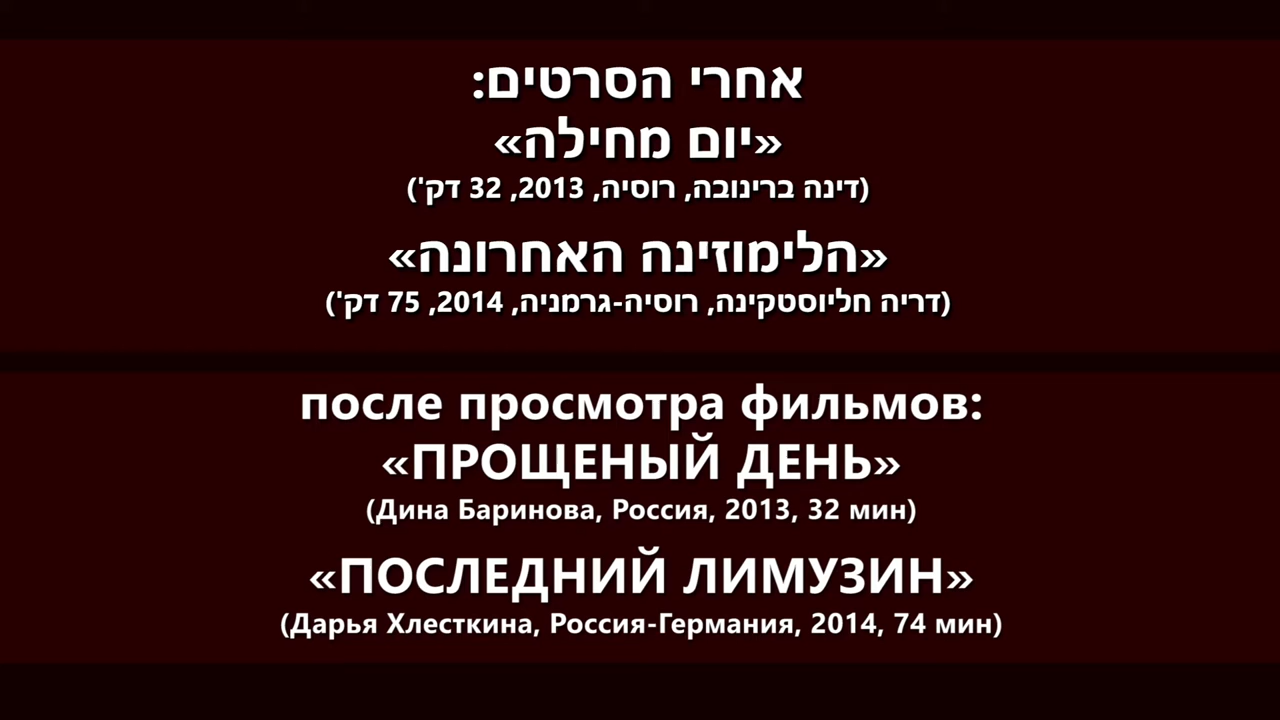 אחרי הסרטים:
«יום מחילה»
(דינה ברינובה, רוסיה, 2013, 32 דק')
«הלימוזינה האחרונה»
(דריה חליוסטקינה, רוסיה-גרמניה, 2014, 75 דק')
после просмотра фильмов:
«ПРОЩЕНЫЙ ДЕНЬ»
(Дина Баринова, Россия, 2013, 32 мин)
«ПОСЛЕДНИЙ ЛИМУЗИН»
(Дарья Хлесткина, Россия-Германия, 2014, 74 мин)